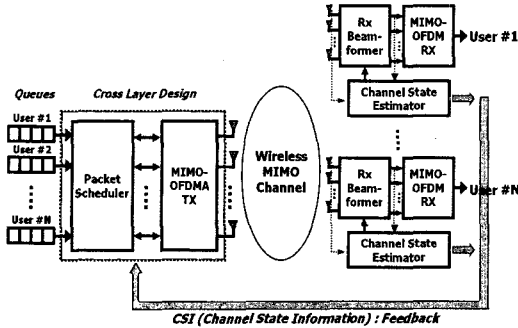 Queues
Cross Layer Design
User #1
User #2
User #N
Packet
Scheduler
MIMO-
OFDMA
TX
Wireless
MIMO
Channel
Rx
Beam-
former
MIMO-
OFDM
RX
User #1
Channel State
Estimator
Rx
Beam-
former
MIMO-
OFDM
RX
User #N
Channel State
Estimator
CSI (Channel State Information) : Feedback